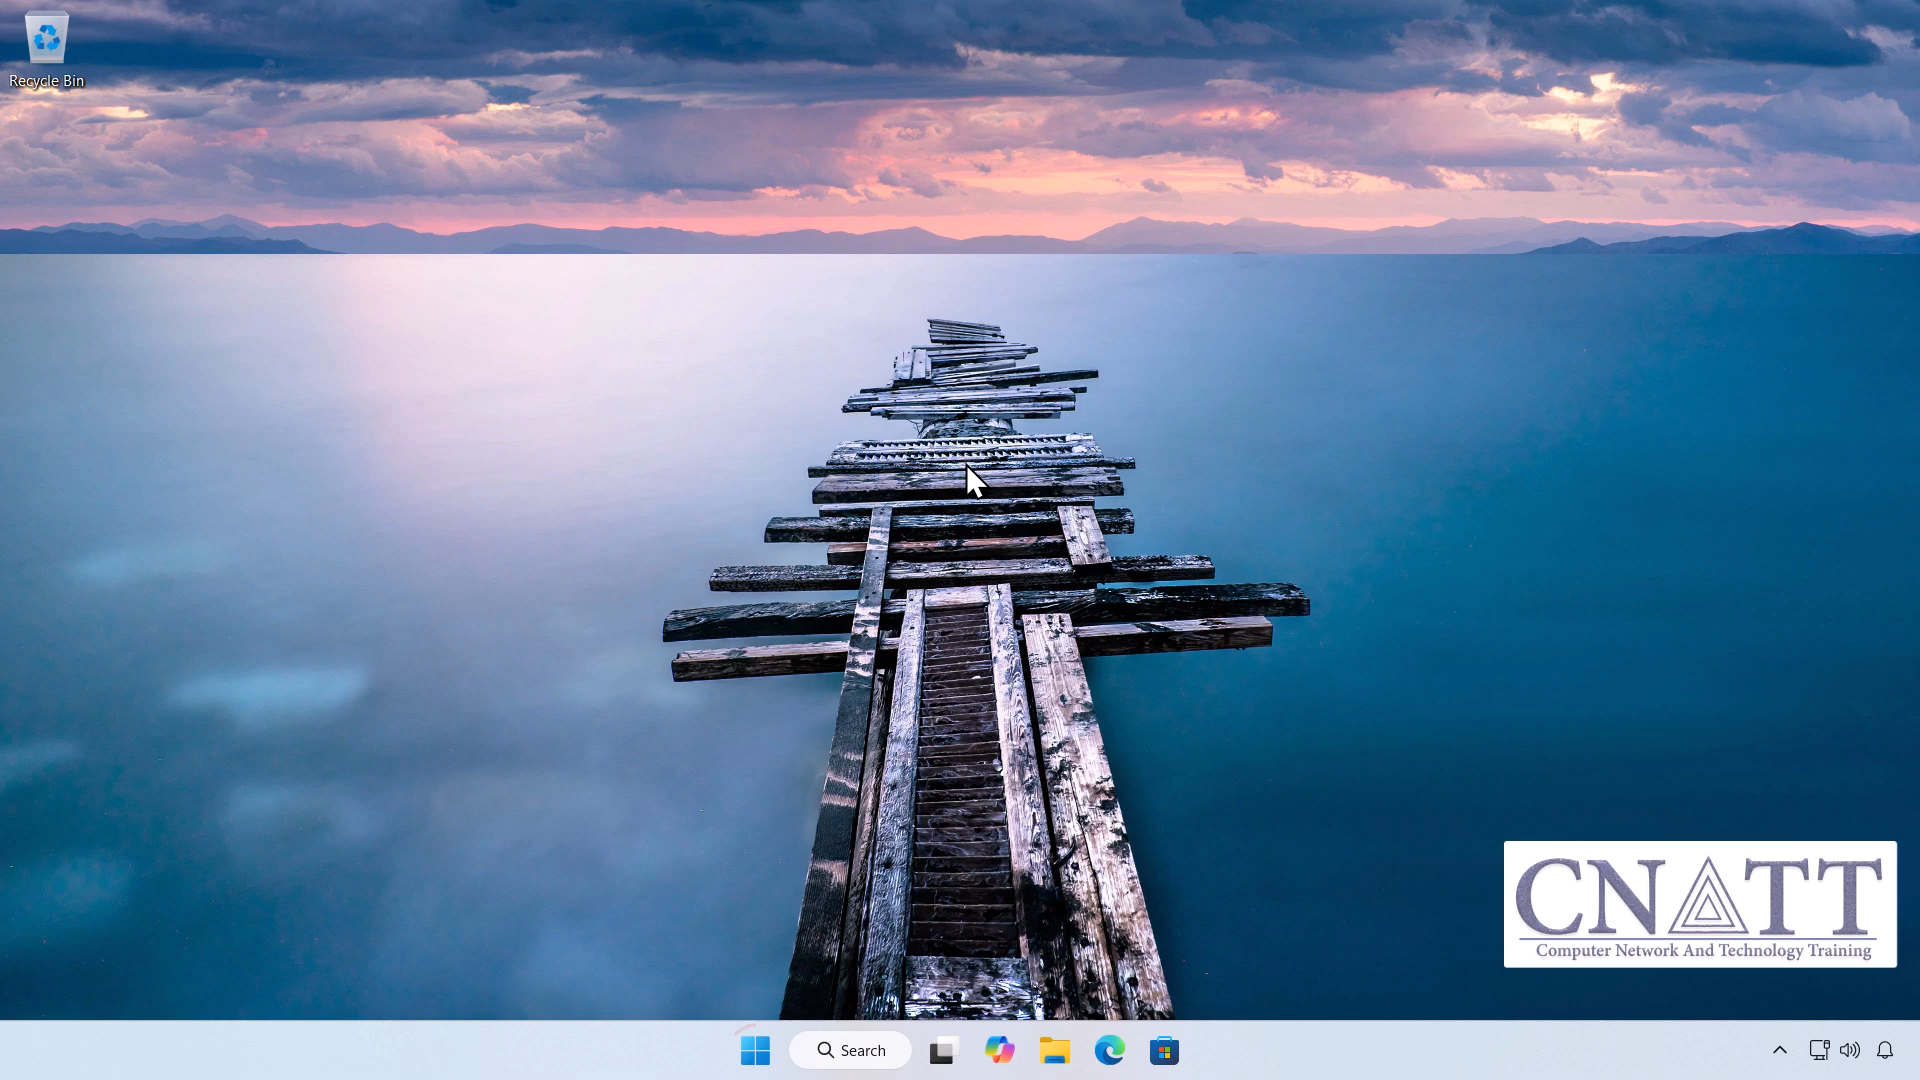 Recycle Bin
CNATT
Computer Network And Technology Training
Search